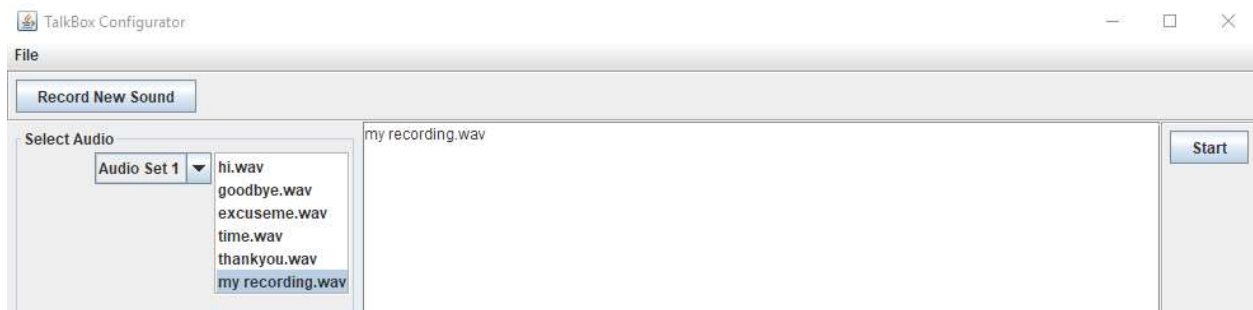 TalkBox Configurator
File
Record New Sound
Select Audio
Audio Set 1
hi.wav
goodbye.wav
excuseme.wav
time.wav
thankyou.wav
my recording.wav
my recording.wav
Start